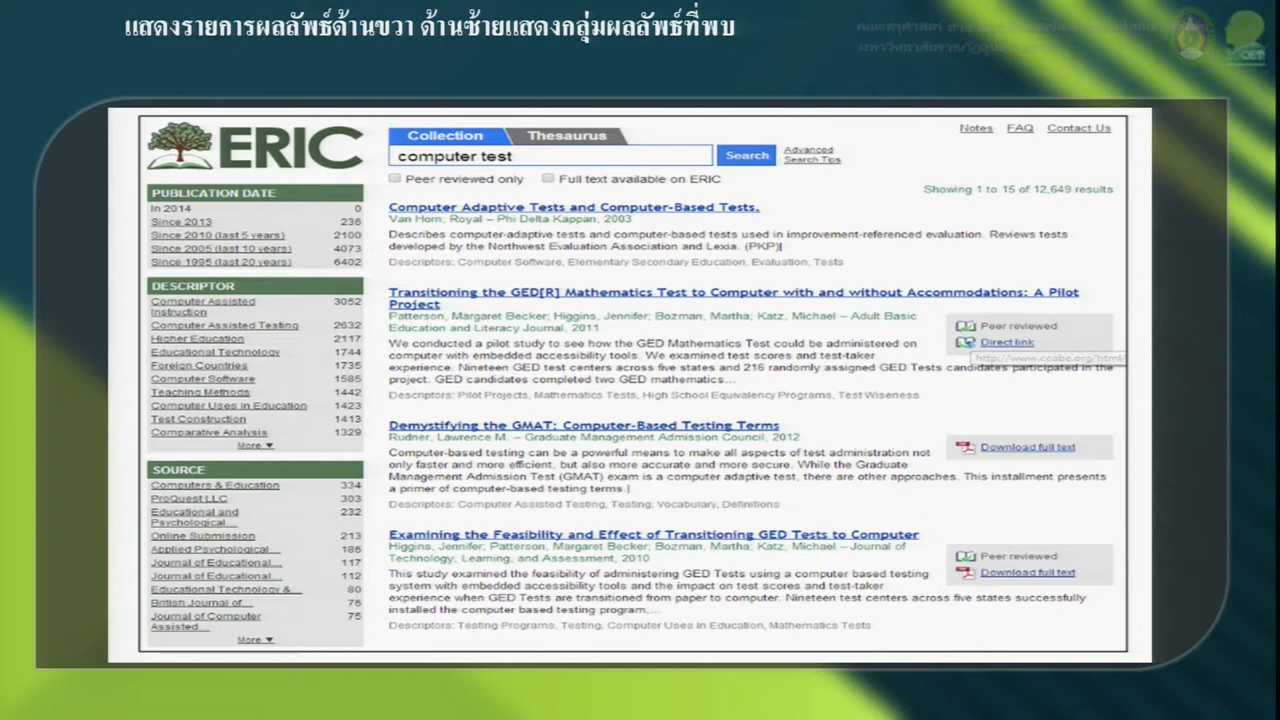 แสดงรายการผลลัพธ์ด้านขวา ด้านซ้ายแสดงกลุ่มผลลัพธ์ที่พบ
ERIC
Collection
Thesaurus
Notes FAQ Contact Us
computer test
Search
Advanced
Search Tips
Peer reviewed only
Full text available on ERIC
Showing 1 to 15 of 12,649 results
PUBLICATION DATE
In 2014 0
Since 2013 236
Since 2010 (last 5 years) 2100
Since 2005 (last 10 years) 4073
Since 1995 (last 20 years) 6402
DESCRIPTOR
Computer Assisted 3052
Instruction
Computer Assisted Testing 2632
Higher Education 2117
Educational Technology 1744
Foreign Countries 1735
Computer Software 1585
Teaching Methods 1442
Computer Uses in Education 1423
Test Construction 1413
Comparative Analysis 1329
More ▼
SOURCE
Computers & Education 334
ProQuest LLC 303
Educational and 232
Psychological...
Online Submission 213
Applied Psychological... 186
Journal of Educational... 117
Journal of Educational... 112
Educational Technology &... 80
British Journal of... 76
Journal of Computer 75
Assisted...
More ▼
Computer Adaptive Tests and Computer-Based Tests.
Van Horn, Royal – Phi Delta Kappan, 2003
Describes computer-adaptive tests and computer-based tests used in improvement-referenced evaluation. Reviews tests
developed by the Northwest Evaluation Association and Lexia. (PKP)|
Descriptors: Computer Software, Elementary Secondary Education, Evaluation, Tests
Transitioning the GED[R] Mathematics Test to Computer with and without Accommodations: A Pilot
Project
Patterson, Margaret Becker; Higgins, Jennifer; Bozman, Martha; Katz, Michael – Adult Basic
Education and Literacy Journal, 2011
Peer reviewed
Direct link
http://www.coabe.org/html/
We conducted a pilot study to see how the GED Mathematics Test could be administered on
computer with embedded accessibility tools. We examined test scores and test-taker
experience. Nineteen GED test centers across five states and 216 randomly assigned GED Tests candidates participated in the
project. GED candidates completed two GED mathematics...
Descriptors: Pilot Projects, Mathematics Tests, High School Equivalency Programs, Test Wiseness
Demystifying the GMAT: Computer-Based Testing Terms
Rudner, Lawrence M. – Graduate Management Admission Council, 2012
Download full text
Computer-based testing can be a powerful means to make all aspects of test administration not
only faster and more efficient, but also more accurate and more secure. While the Graduate
Management Admission Test (GMAT) exam is a computer adaptive test, there are other approaches. This installment presents
a primer of computer-based testing terms.|
Descriptors: Computer Assisted Testing, Testing, Vocabulary, Definitions
Examining the Feasibility and Effect of Transitioning GED Tests to Computer
Higgins, Jennifer; Patterson, Margaret Becker; Bozman, Martha; Katz, Michael – Journal of
Technology, Learning, and Assessment, 2010
Peer reviewed
Download full text
This study examined the feasibility of administering GED Tests using a computer based testing
system with embedded accessibility tools and the impact on test scores and test-taker
experience when GED Tests are transitioned from paper to computer. Nineteen test centers across five states successfully
installed the computer based testing program,...
Descriptors: Testing Programs, Testing, Computer Uses in Education, Mathematics Tests